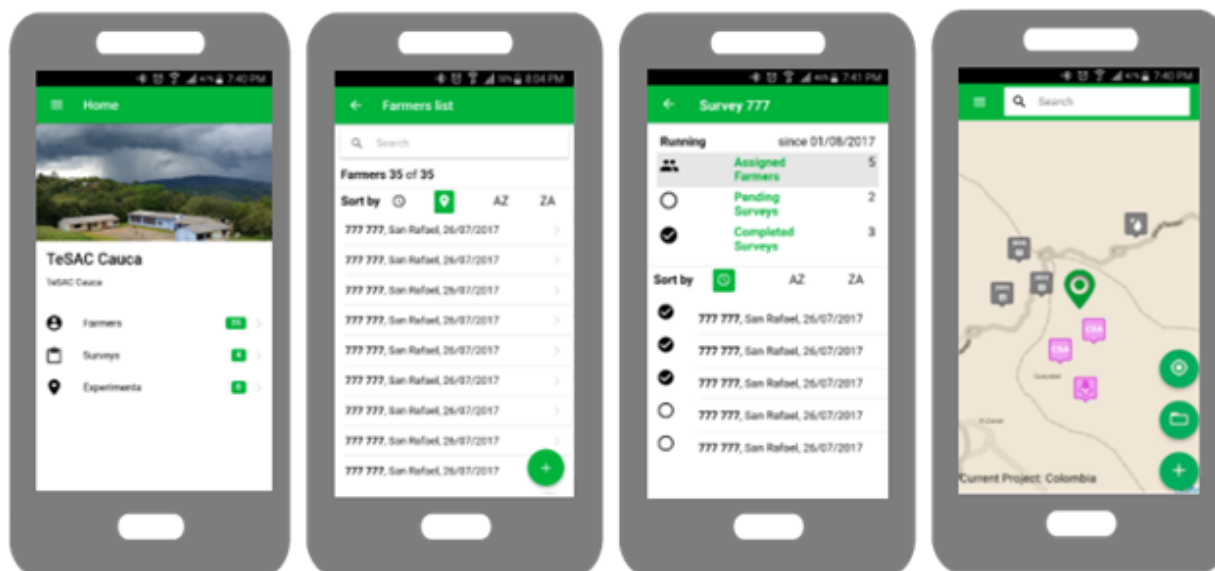 47% 7:40 PM
Home
TeSAC Cauca
TeSAC Cauca
Farmers
Surveys 4
Experimenta
8:04 PM
Farmers list
Search
Farmers 35 of 35
Sort by AZ ZA
777 777, San Rafael, 26/07/2017
777 777, San Rafael, 26/07/2017
777 777, San Rafael, 26/07/2017
777 777, San Rafael, 26/07/2017
777 777, San Rafael, 26/07/2017
777 777, San Rafael, 26/07/2017
777 777, San Rafael, 26/07/2017
777 777, San Rafael, 26/07/2017
777 777, San Rafael, 26/07/2017
7:41 PM
Survey 777
Running since 01/08/2017
Assigned 5
Farmers
Pending 2
Surveys
Completed 3
Surveys
Sort by AZ ZA
777 777, San Rafael, 26/07/2017
777 777, San Rafael, 26/07/2017
777 777, San Rafael, 26/07/2017
777 777, San Rafael, 26/07/2017
777 777, San Rafael, 26/07/2017
47% 7:40 PM
Search
CSA
CSA
Current Project: Colombia